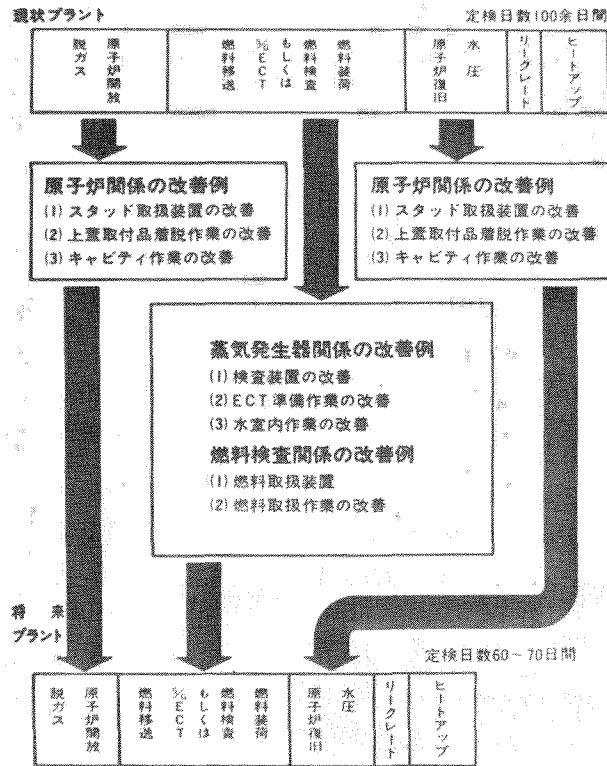 現状プラント
定検日数100余日間
脱ガス
原子炉開放
燃料移送
S/G ECT
もしくは
燃料検査
燃料装荷
原子炉復旧
水圧
リークレート
ヒートアップ
原子炉関係の改善例
(1) スタッド取扱装置の改善
(2) 上蓋取付品着脱作業の改善
(3) キャビティ作業の改善
原子炉関係の改善例
(1) スタッド取扱装置の改善
(2) 上蓋取付品着脱作業の改善
(3) キャビティ作業の改善
蒸気発生器関係の改善例
(1) 検査装置の改善
(2) ECT準備作業の改善
(3) 水室内作業の改善
燃料検査関係の改善例
(1) 燃料取扱装置
(2) 燃料取扱作業の改善
将来
プラント
定検日数60~70日間
脱ガス
原子炉開放
燃料移送
S/G ECT
もしくは
燃料検査
燃料装荷
原子炉復旧
水圧
リークレート
ヒートアップ